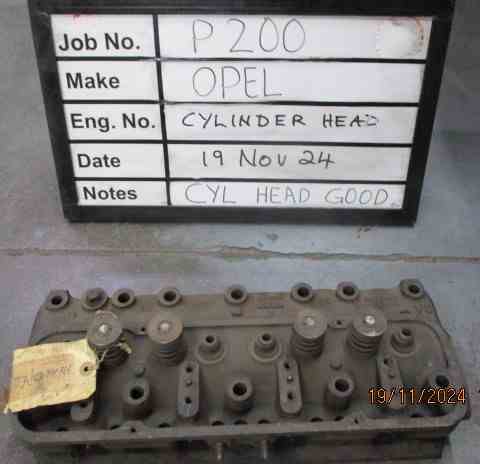 Job No. P200
Make OPEL
Eng. No. CYLINDER HEAD
Date 19 NOV 24
Notes CYL HEAD GOOD.
19/11/2024